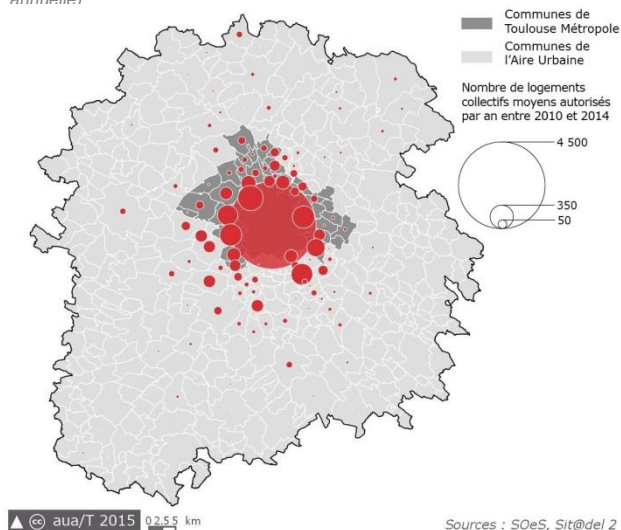 annuelle)
Communes de
Toulouse Métropole
Communes de
l'Aire Urbaine
Nombre de logements
collectifs moyens autorisés
par an entre 2010 et 2014
4 500
350
50
aua/T 2015
0 2.5 5 km
Sources : SOeS, Sit@del 2